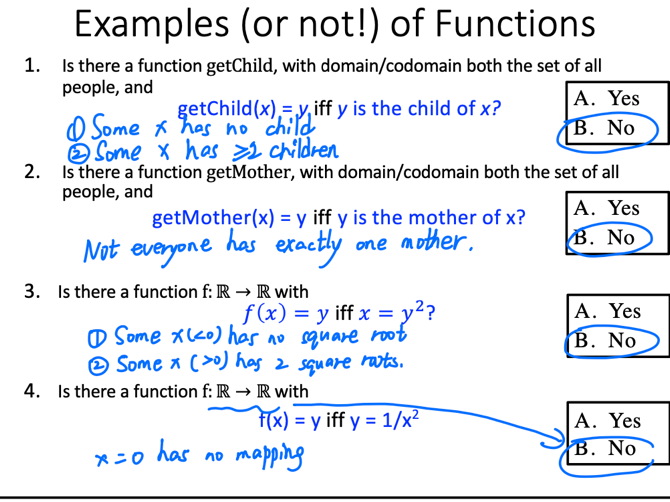 Examples (or not!) of Functions
1. Is there a function getChild, with domain/codomain both the set of all
people, and
getChild(x) = y iff y is the child of x?
① Some x has no child
② Some x has ⩾2 children
A. Yes
B. No
2. Is there a function getMother, with domain/codomain both the set of all
people, and
getMother(x) = y iff y is the mother of x?
Not everyone has exactly one mother.
A. Yes
B. No
3. Is there a function f: ℝ → ℝ with
f(x) = y iff x = y²?
① Some x(<0) has no square root
② Some x (>0) has 2 square roots.
A. Yes
B. No
4. Is there a function f: ℝ → ℝ with
f(x) = y iff y = 1/x²
x=0 has no mapping
A. Yes
B. No